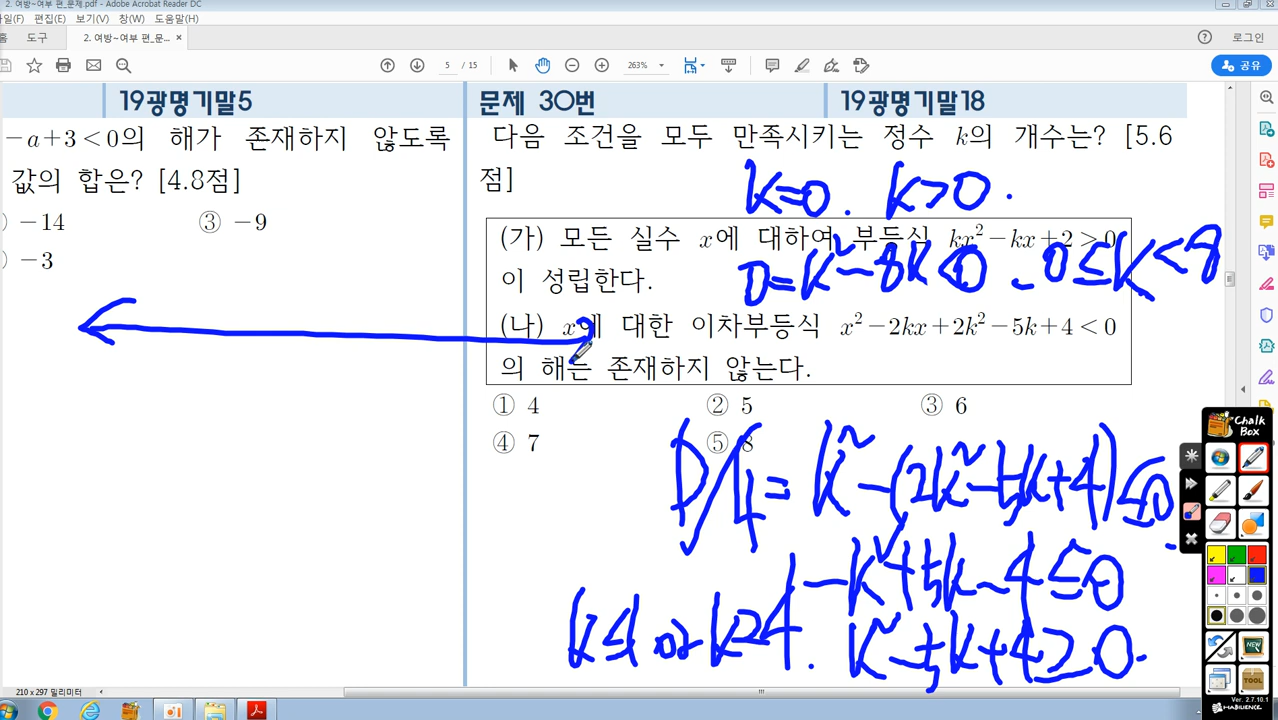 2. 여방~여부 편_문제.pdf - Adobe Acrobat Reader DC
일(F) 편집(E) 보기(V) 창(W) 도움말(H)
홈 도구 2. 여방~여부 편_문... × 로그인
5 / 15 263% 공유
19광명기말5
-a+3<0의 해가 존재하지 않도록
값의 합은? [4.8점]
-14 ③ -9
-3
문제 30번 19광명기말18
다음 조건을 모두 만족시키는 정수 k의 개수는? [5.6
점]
k=0. k>0.
(가) 모든 실수 x에 대하여 부등식 kx²-kx+2>0
이 성립한다.
D=k²-8k<0 0≤k<8
(나) x에 대한 이차부등식 x²-2kx+2k²-5k+4<0
의 해는 존재하지 않는다.
① 4 ② 5 ③ 6
④ 7 ⑤ 8
D/4=k²-(2k²-5k+4)≤0
-k²+5k-4≤0
k≤1 or k≥4. k²-5k+4≥0.
210 x 297 밀리미터
Chalk
Box
NEW
TOOL
Ver. 2.7.10.1